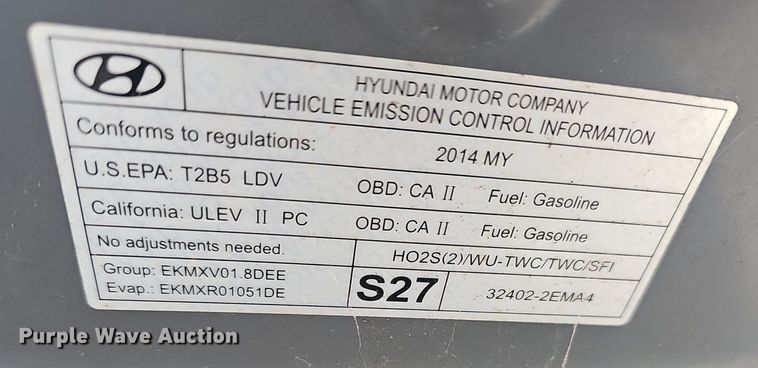 HYUNDAI MOTOR COMPANY
VEHICLE EMISSION CONTROL INFORMATION
Conforms to regulations: 2014 MY
U.S.EPA: T2B5 LDV OBD: CA II Fuel: Gasoline
California: ULEV II PC OBD: CA II Fuel: Gasoline
No adjustments needed. HO2S(2)/WU-TWC/TWC/SFI
Group: EKMXV01.8DEE
Evap.: EKMXR01051DE
S27
32402-2EMA4
Purple Wave Auction